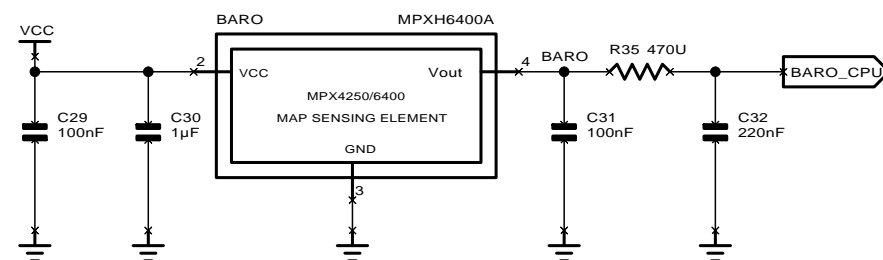 BARO MPXH6400A
VCC
2
VCC
Vout
4
BARO
R35 470U
BARO_CPU
MPX4250/6400
MAP SENSING ELEMENT
GND
3
C29
100nF
C30
1µF
C31
100nF
C32
220nF